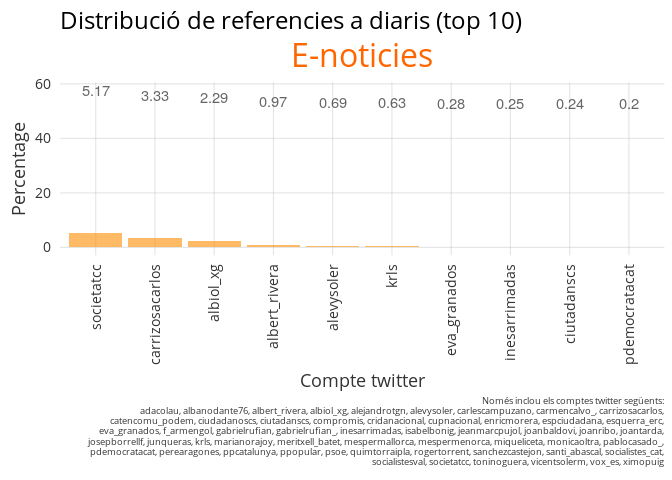 Distribució de referencies a diaris (top 10)
E-noticies
60
40
20
0
Percentage
5.17 3.33 2.29 0.97 0.69 0.63 0.28 0.25 0.24 0.2
societatcc
carrizosacarlos
albiol_xg
albert_rivera
alevysoler
krls
eva_granados
inesarrimadas
ciutadanscs
pdemocratacat
Compte twitter
Només inclou els comptes twitter següents:
adacolau, albanodante76, albert_rivera, albiol_xg, alejandrotgn, alevysoler, carlescampuzano, carmencalvo_, carrizosacarlos,
catencomu_podem, ciudadanoscs, ciutadanscs, compromis, cridanacional, cupnacional, enricmorera, espciudadana, esquerra_erc,
eva_granados, f_armengol, gabrielrufian, gabrielrufian_, inesarrimadas, isabelbonig, jeanmarcpujol, joanbaldovi, joanribo, joantarda,
josepborrellf, junqueras, krls, marianorajoy, meritxell_batet, mespermallorca, mespermenorca, miqueliceta, monicaoltra, pablocasado_,
pdemocratacat, perearagones, ppcatalunya, ppopular, psoe, quimtorraipla, rogertorrent, sanchezcastejon, santi_abascal, socialistes_cat,
socialistesval, societatcc, toninoguera, vicentsolerm, vox_es, ximopuig